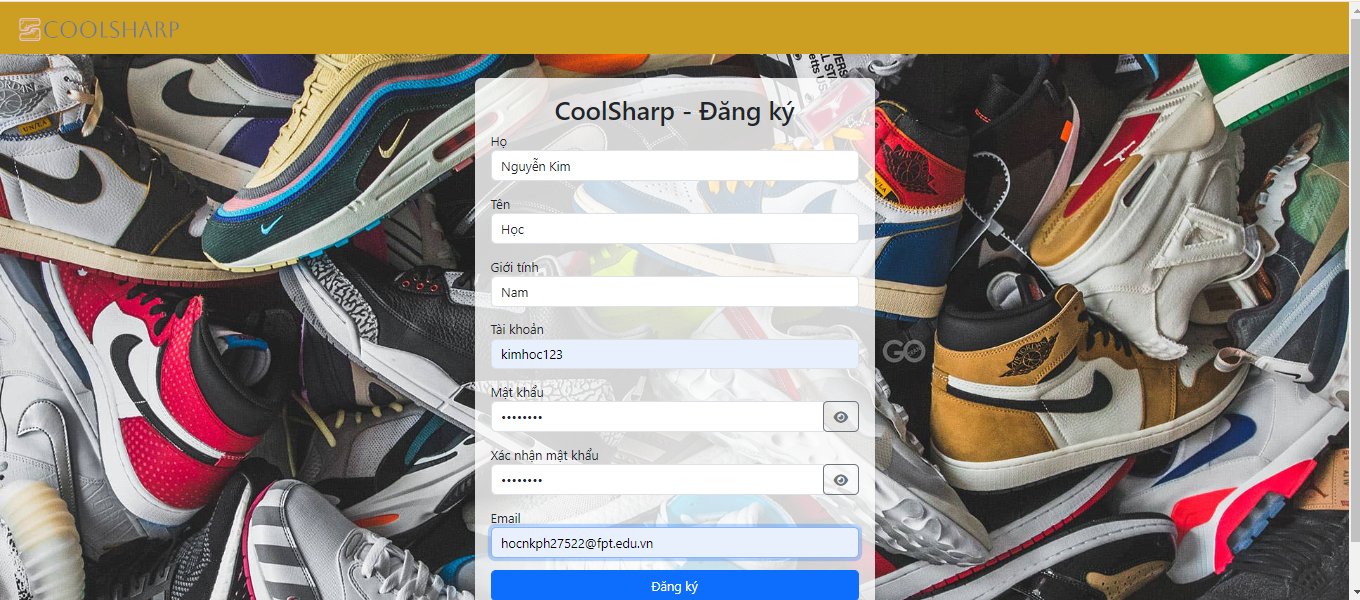 COOLSHARP
CoolSharp - Đăng ký
Họ
Nguyễn Kim
Tên
Học
Giới tính
Nam
Tài khoản
kimhoc123
Mật khẩu
••••••••
Xác nhận mật khẩu
••••••••
Email
hocnkph27522@fpt.edu.vn
Đăng ký
GO